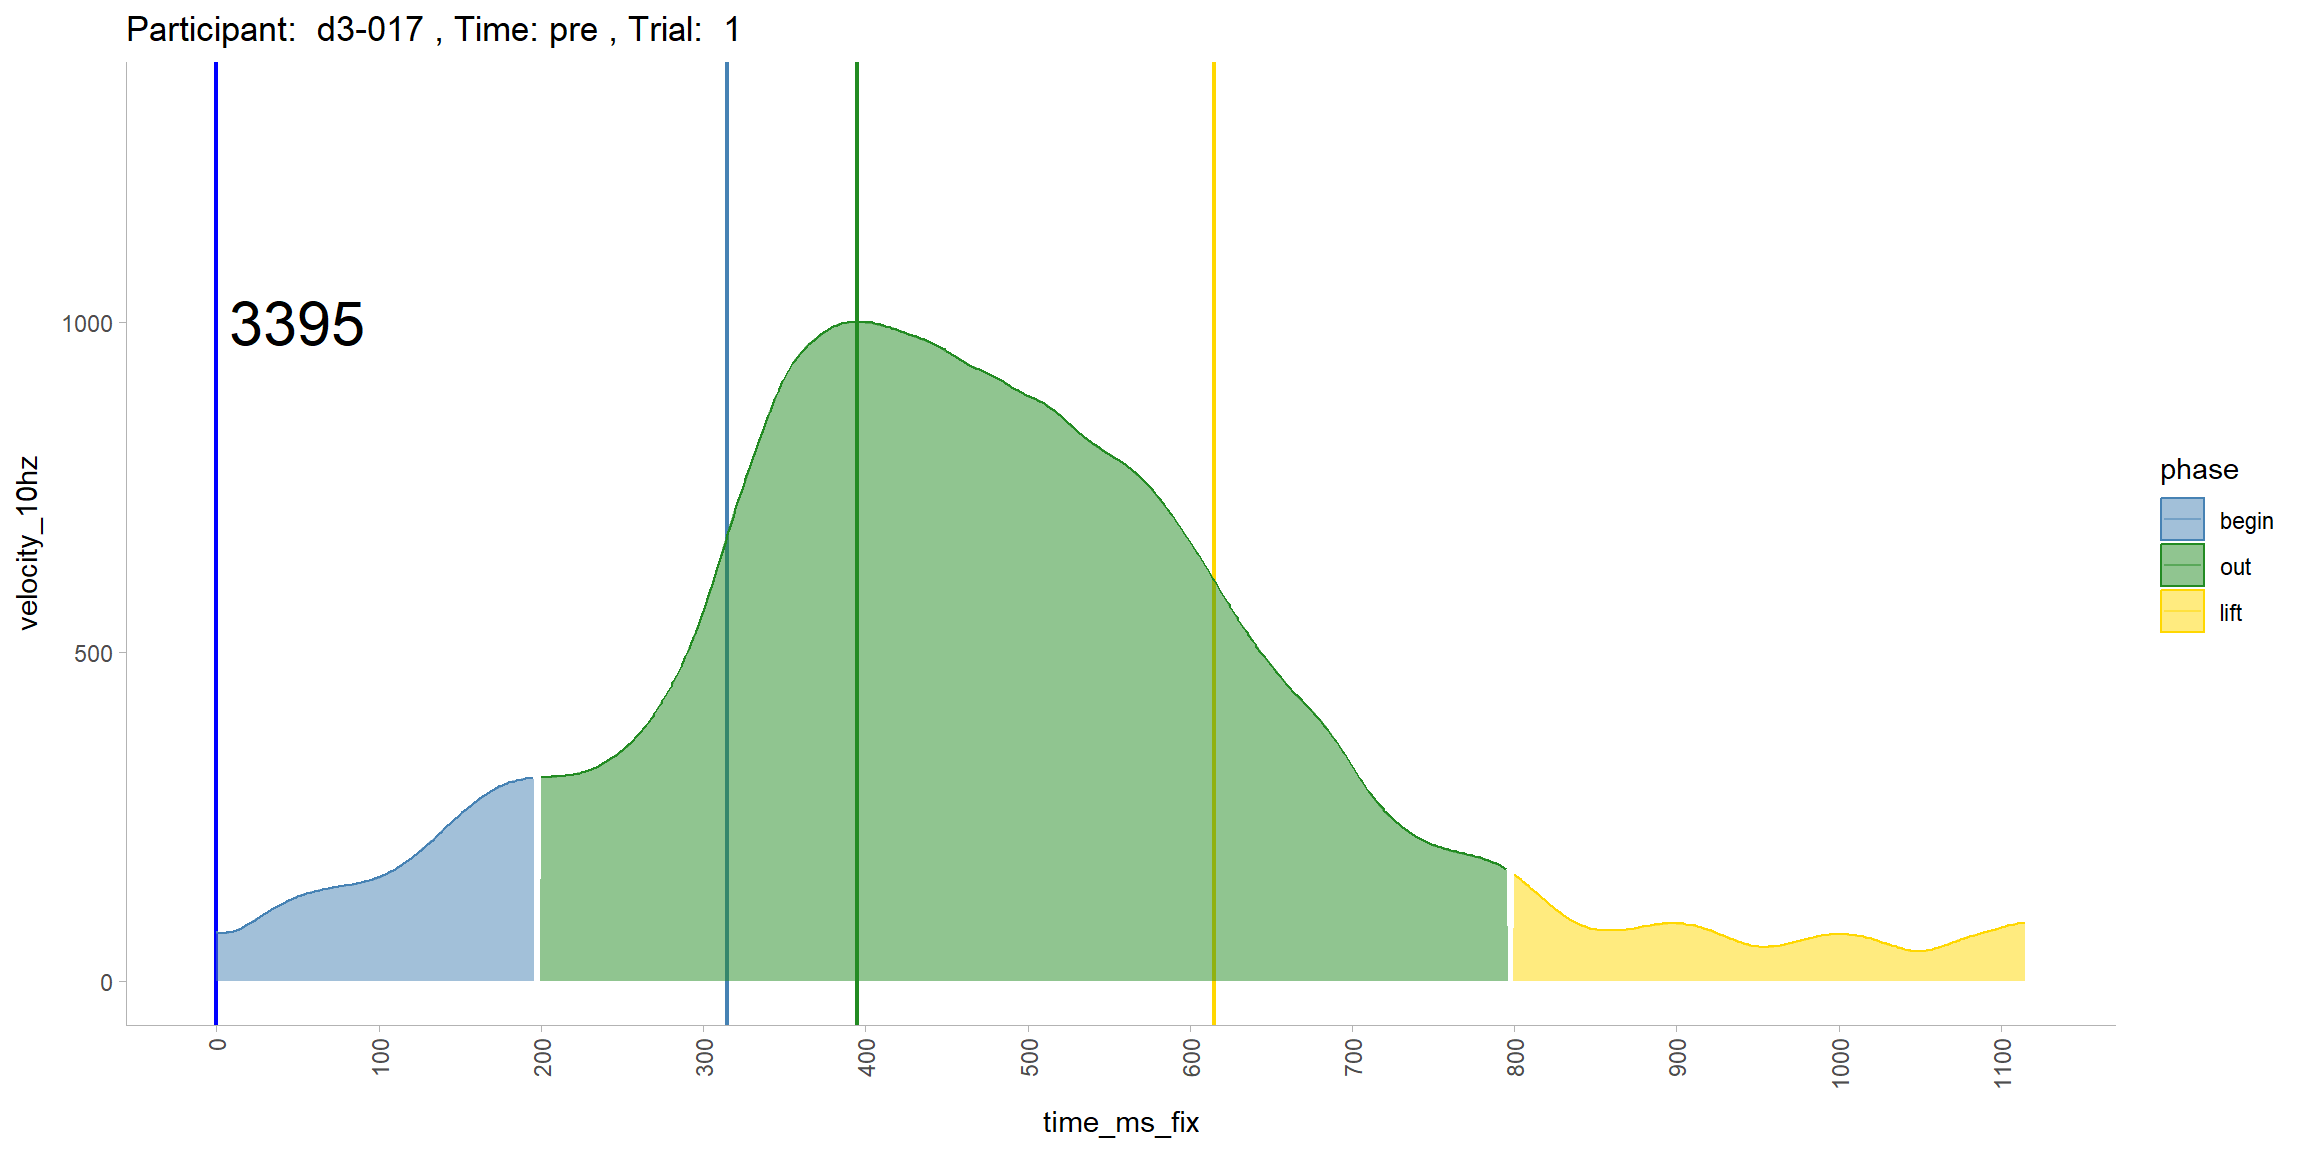 Participant:  d3-017 , Time: pre , Trial:  1
3395
1000
500
0
velocity_10hz
0
100
200
300
400
500
600
700
800
900
1000
1100
time_ms_fix
phase
begin
out
lift